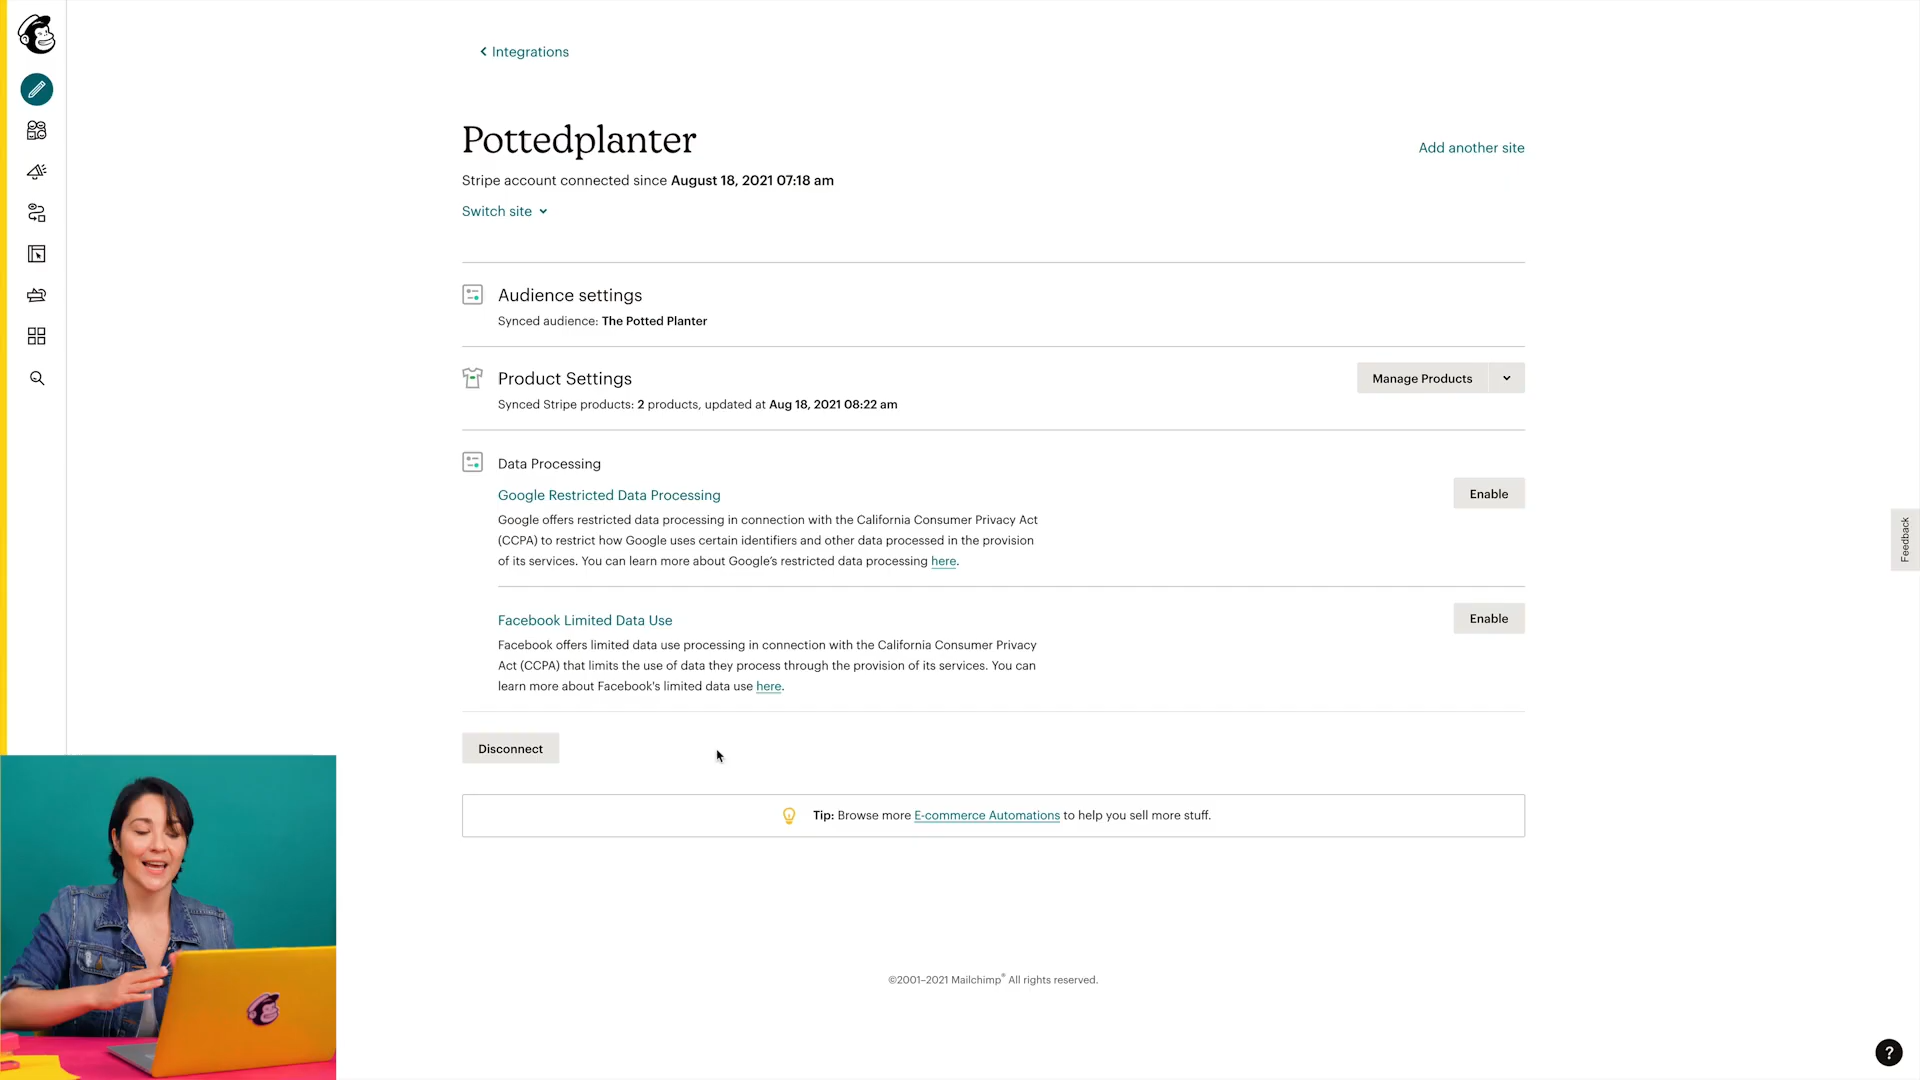 Integrations
Pottedplanter
Add another site
Stripe account connected since August 18, 2021 07:18 am
Switch site
Audience settings
Synced audience: The Potted Planter
Product Settings
Manage Products
Synced Stripe products: 2 products, updated at Aug 18, 2021 08:22 am
Data Processing
Google Restricted Data Processing
Enable
Google offers restricted data processing in connection with the California Consumer Privacy Act
(CCPA) to restrict how Google uses certain identifiers and other data processed in the provision
of its services. You can learn more about Google's restricted data processing here.
Feedback
Facebook Limited Data Use
Enable
Facebook offers limited data use processing in connection with the California Consumer Privacy
Act (CCPA) that limits the use of data they process through the provision of its services. You can
learn more about Facebook's limited data use here.
Disconnect
Tip: Browse more E-commerce Automations to help you sell more stuff.
©2001–2021 Mailchimp® All rights reserved.
?